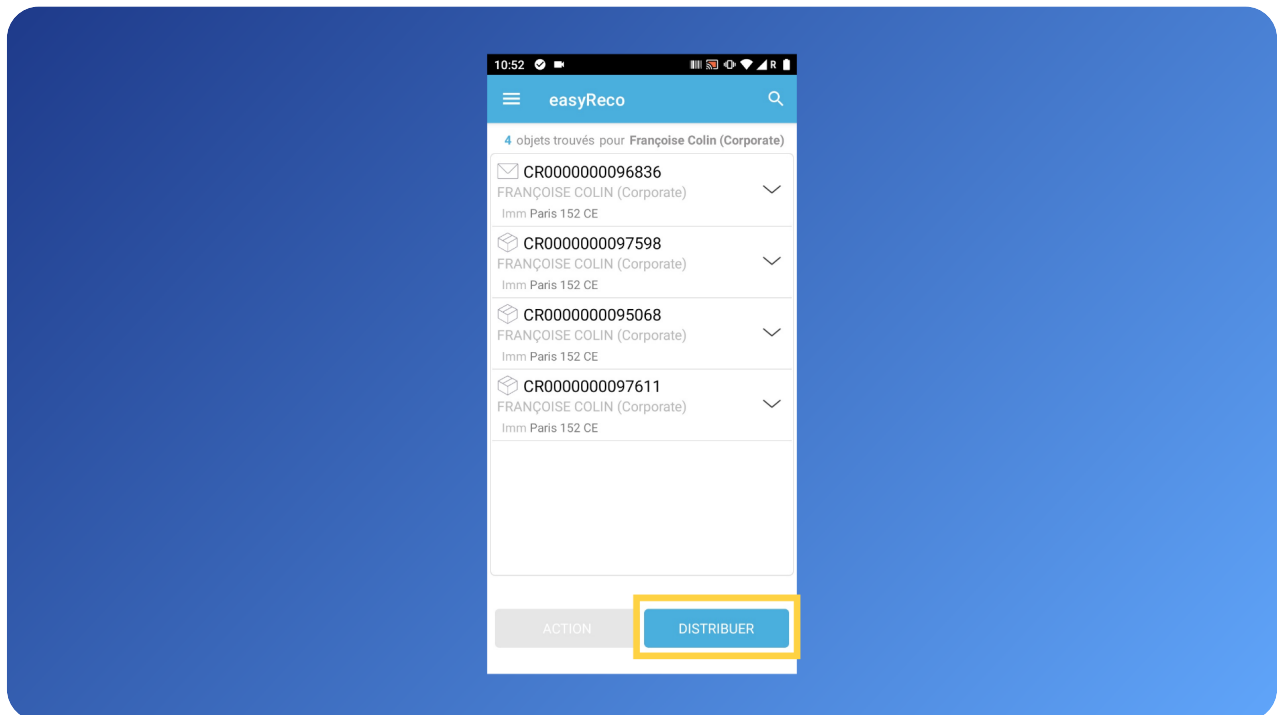 10:52
R
easyReco
4 objets trouvés pour Françoise Colin (Corporate)
CR0000000096836
FRANÇOISE COLIN (Corporate)
Imm Paris 152 CE
CR0000000097598
FRANÇOISE COLIN (Corporate)
Imm Paris 152 CE
CR0000000095068
FRANÇOISE COLIN (Corporate)
Imm Paris 152 CE
CR0000000097611
FRANÇOISE COLIN (Corporate)
Imm Paris 152 CE
ACTION
DISTRIBUER